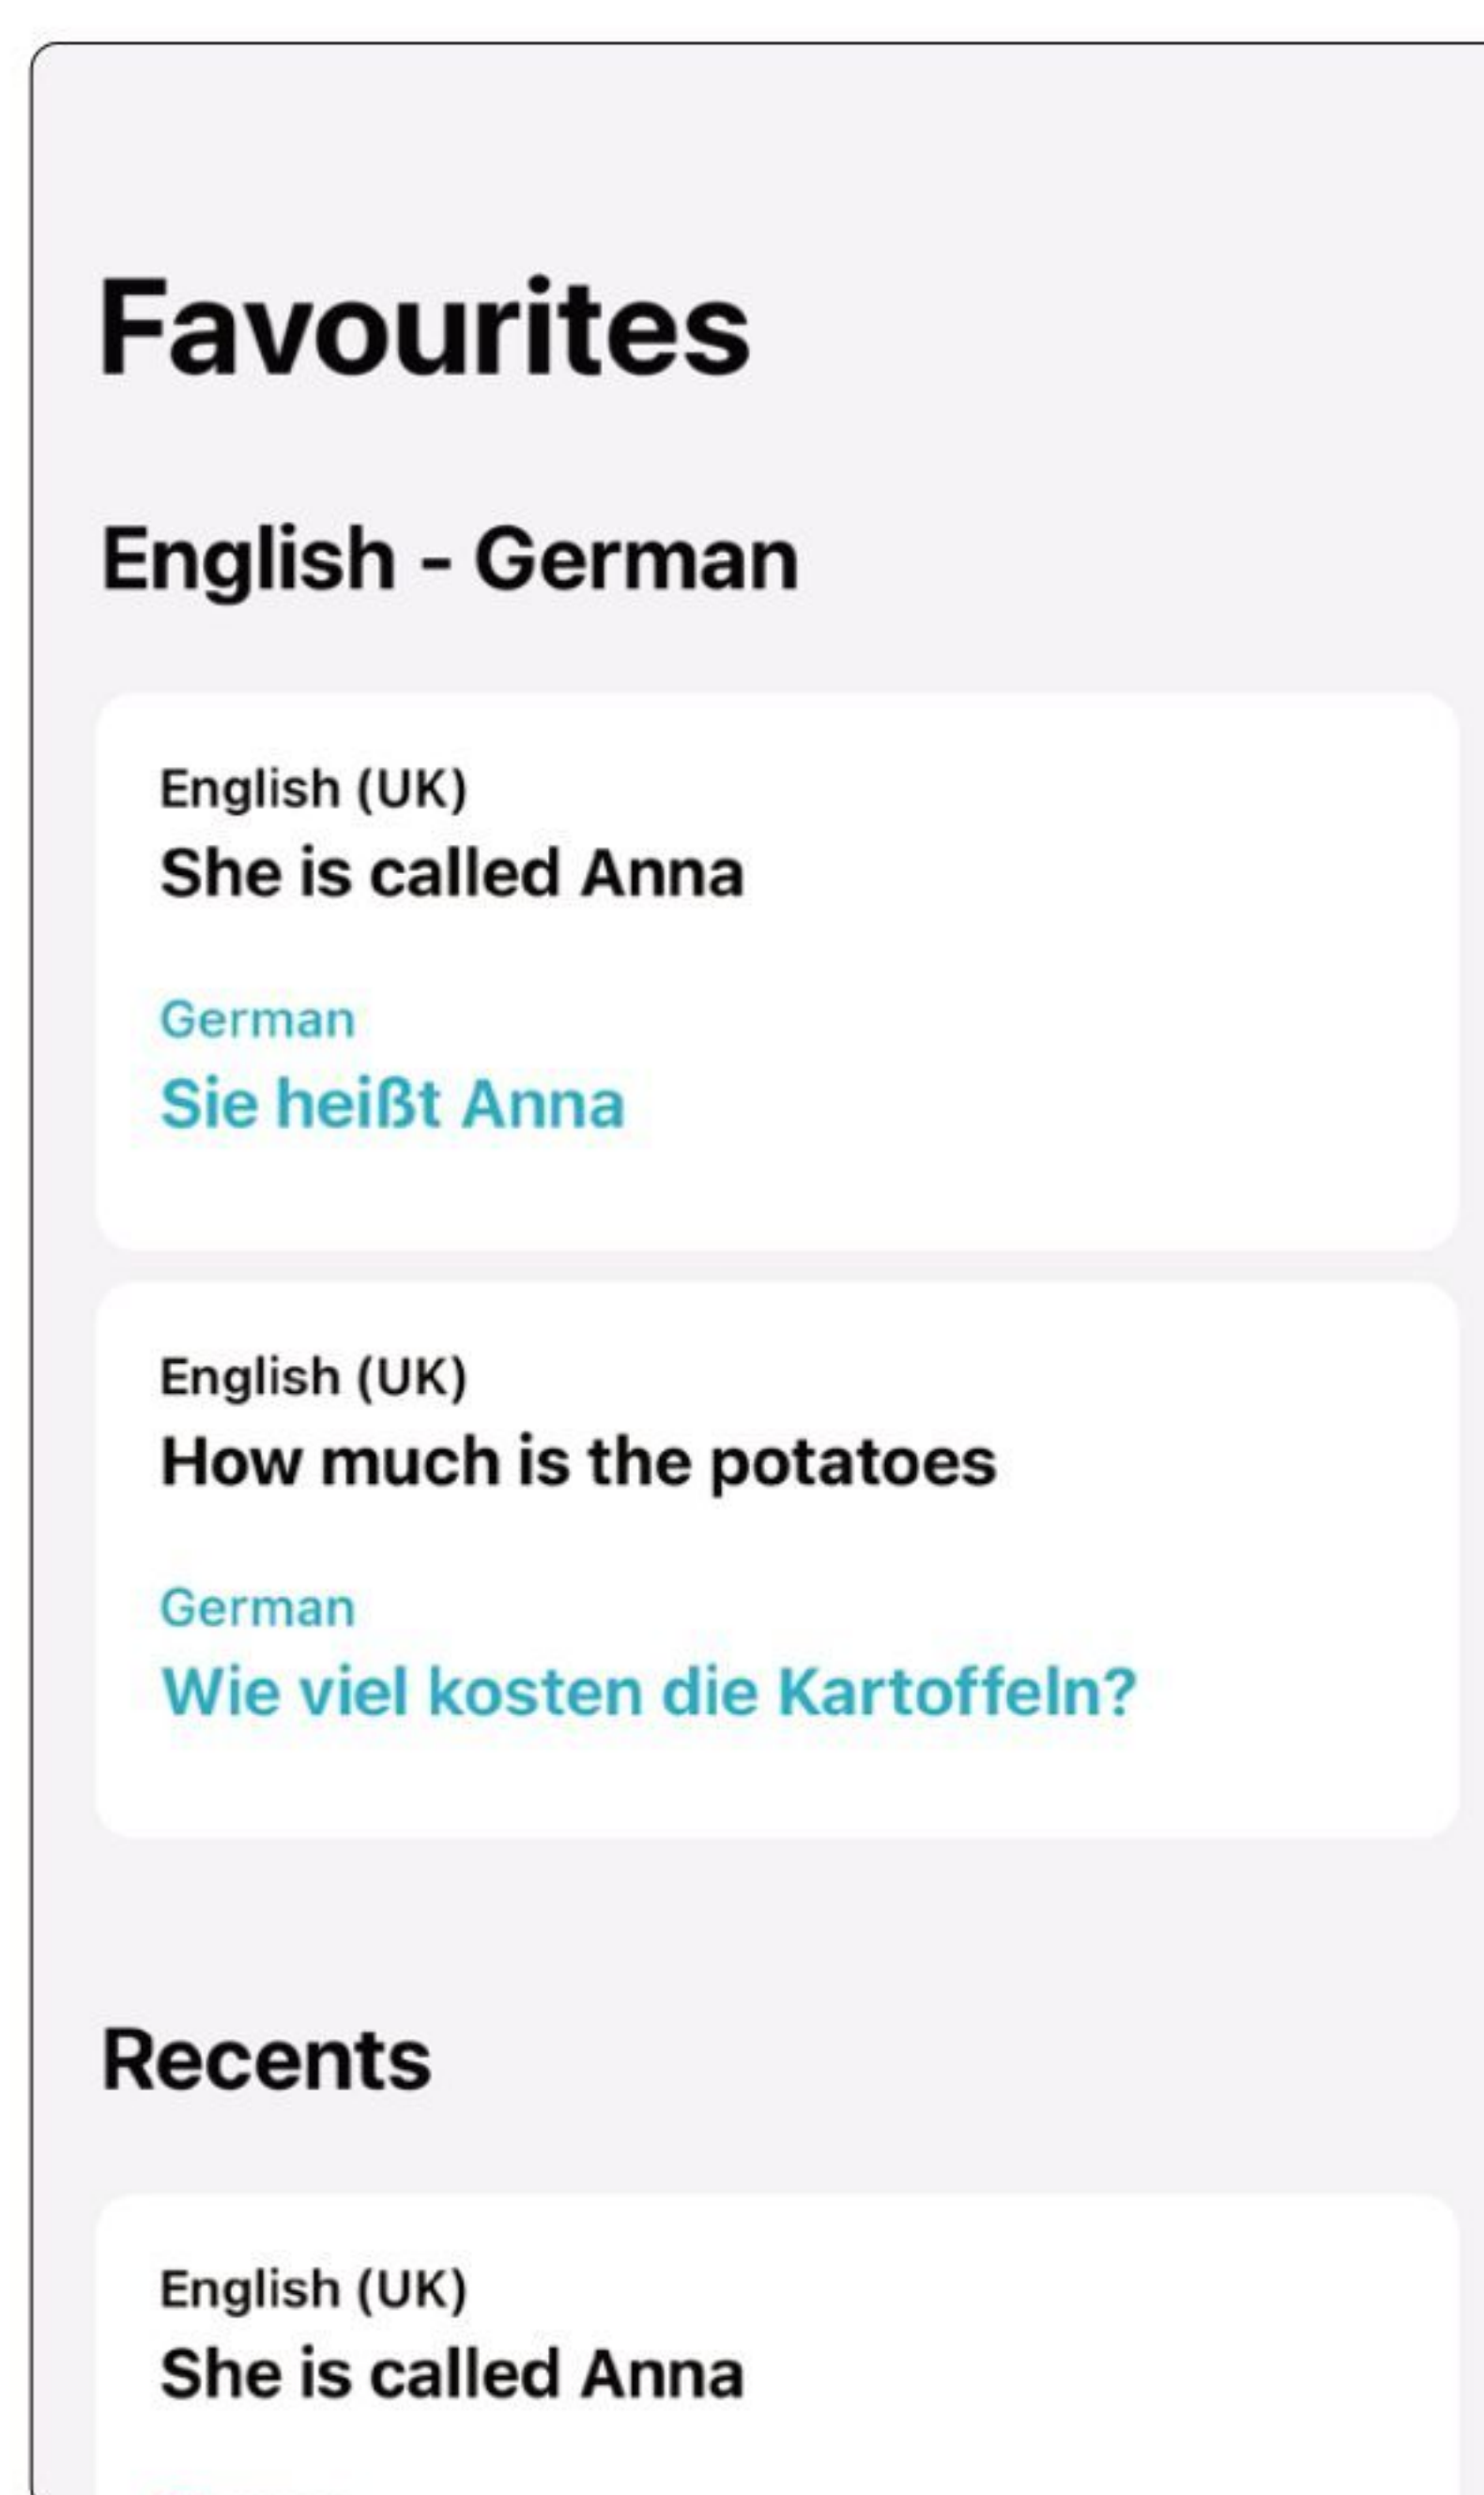 Favourites
English - German
English (UK)
She is called Anna
German
Sie heißt Anna
English (UK)
How much is the potatoes
German
Wie viel kosten die Kartoffeln?
Recents
English (UK)
She is called Anna